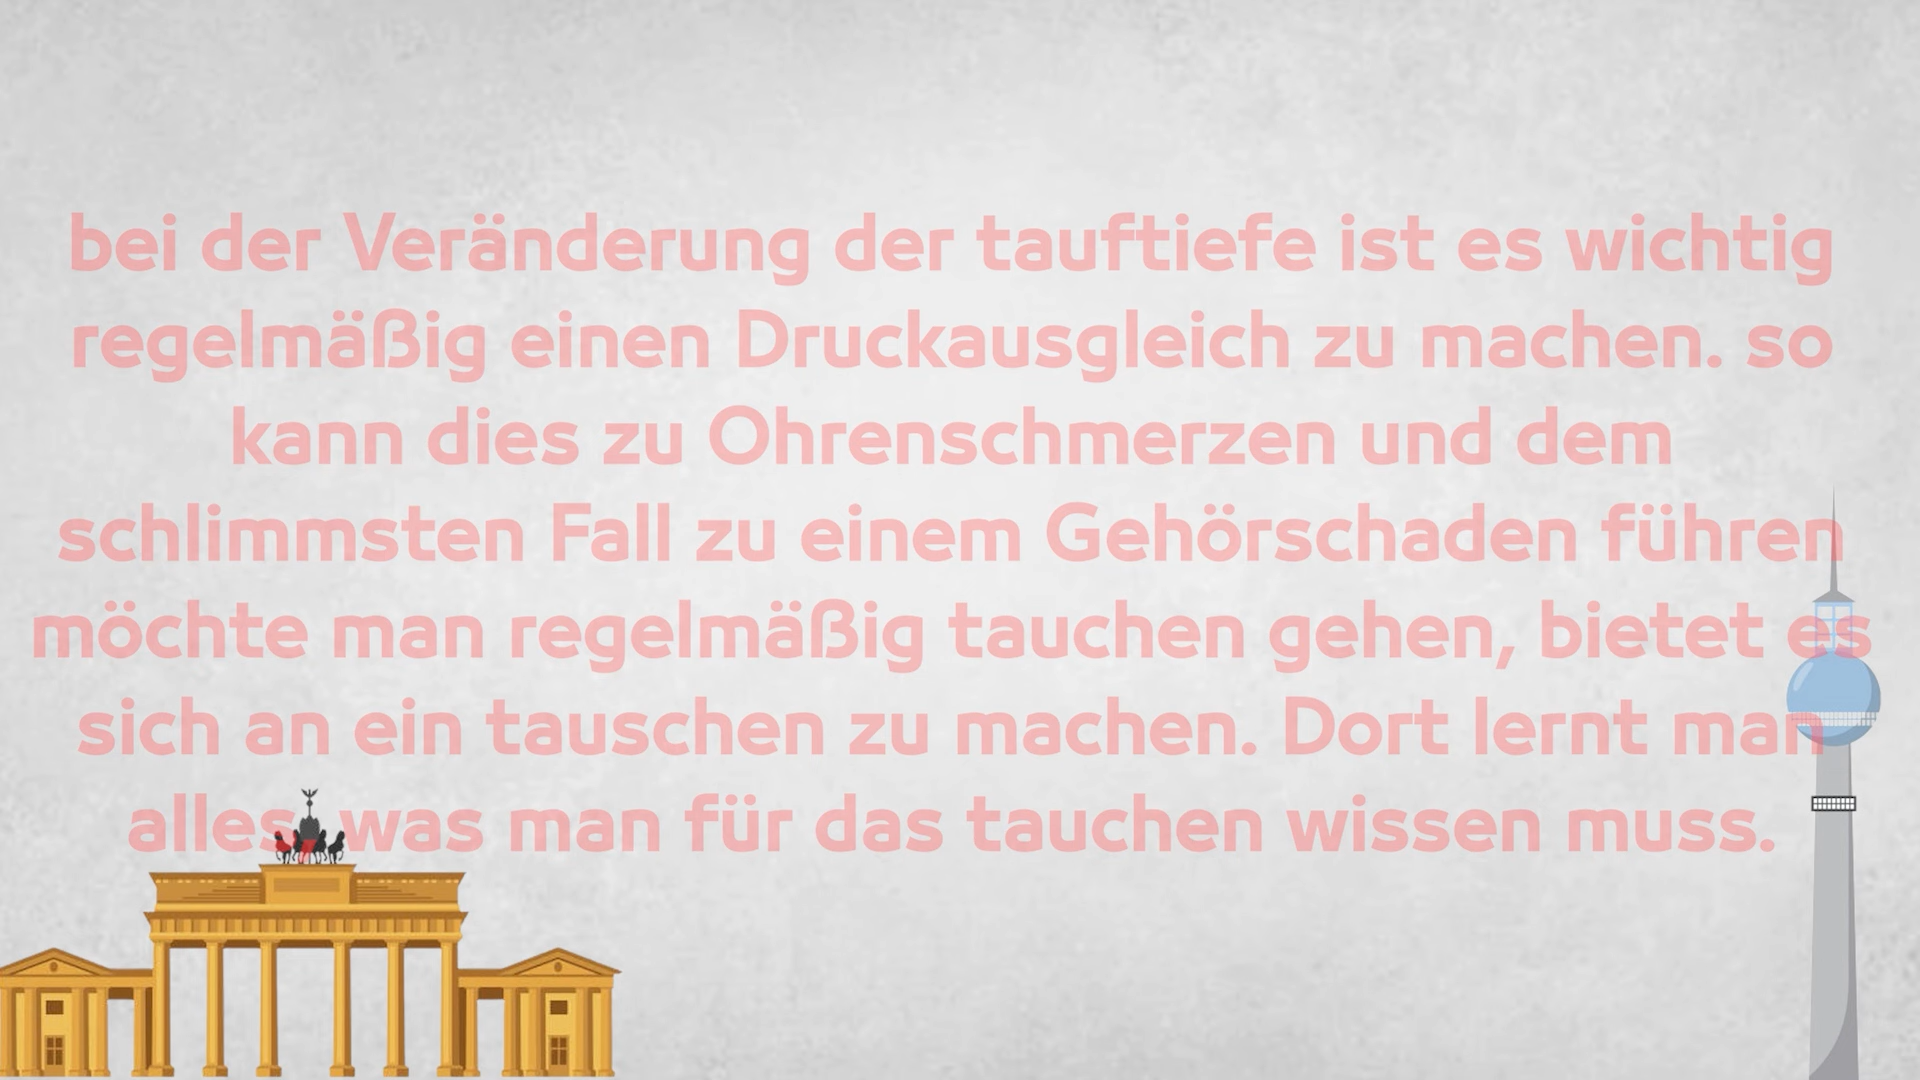 bei der Veränderung der tauftiefe ist es wichtig
regelmäßig einen Druckausgleich zu machen. so
kann dies zu Ohrenschmerzen und dem
schlimmsten Fall zu einem Gehörschaden führen
möchte man regelmäßig tauchen gehen, bietet es
sich an ein tauschen zu machen. Dort lernt man
alles, was man für das tauchen wissen muss.